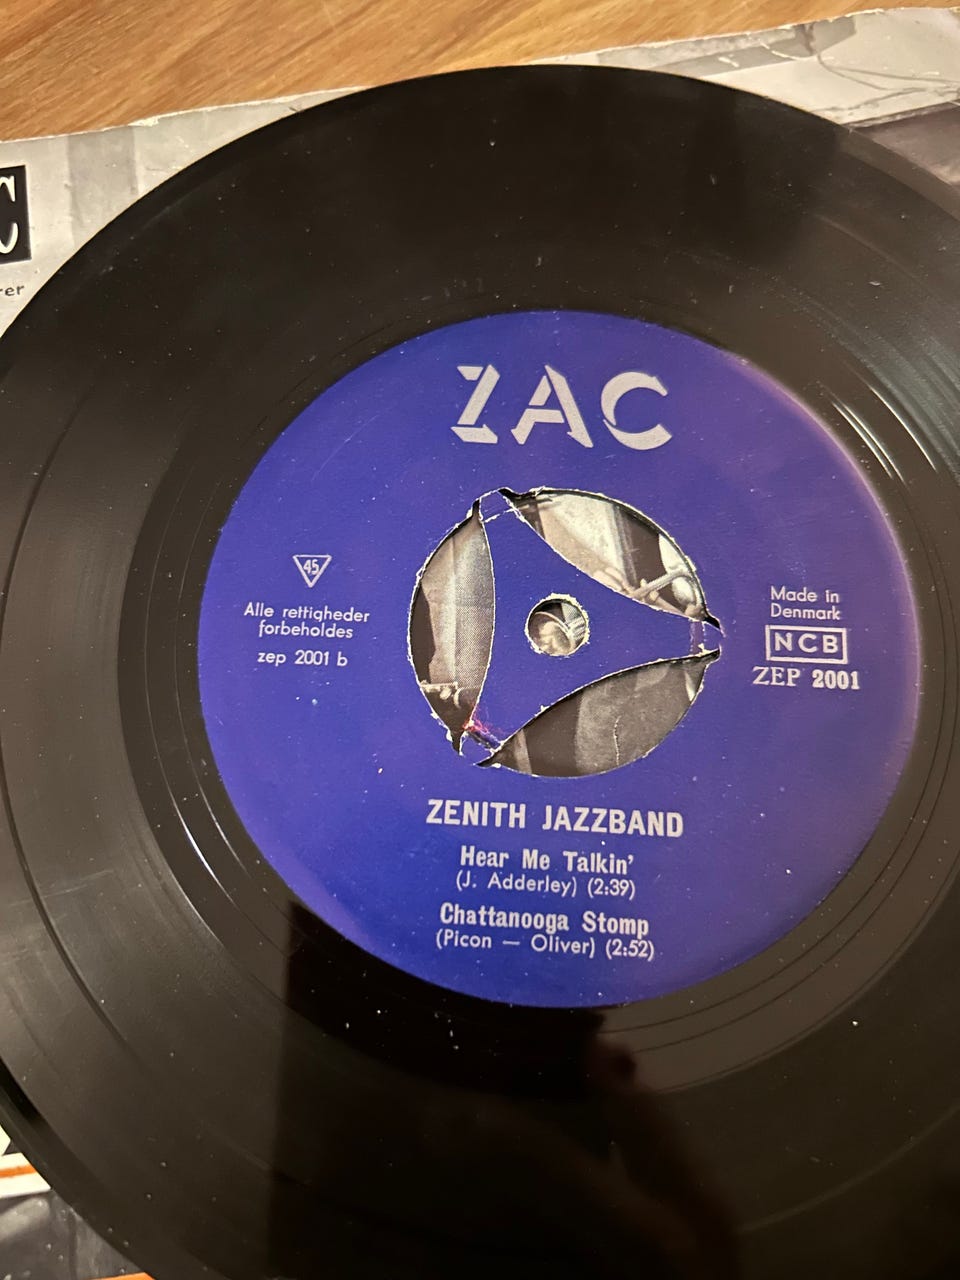 ZAC
45
Alle rettigheder
forbeholdes
zep 2001 b
Made in
Denmark
NCB
ZEP 2001
ZENITH JAZZBAND
Hear Me Talkin'
(J. Adderley) (2:39)
Chattanooga Stomp
(Picon — Oliver) (2:52)